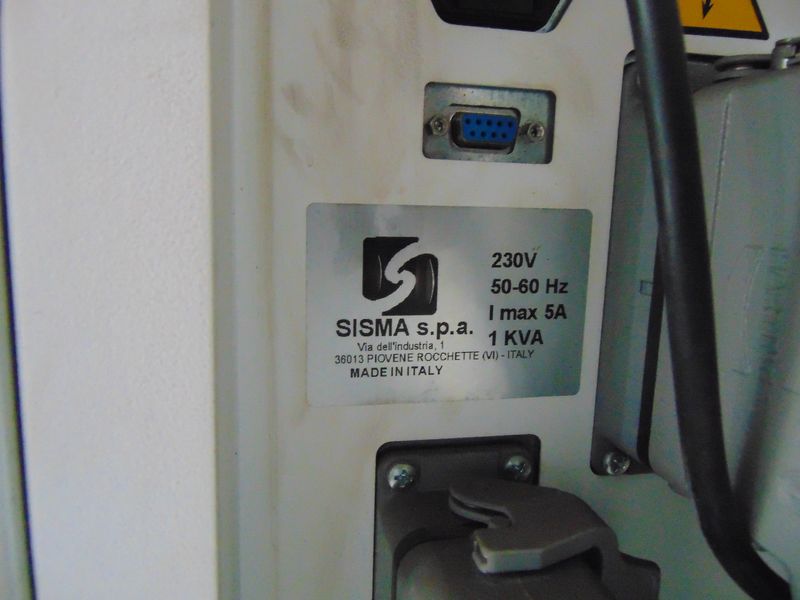 SISMA s.p.a.
Via dell'industria, 1
36013 PIOVENE ROCCHETTE (VI) - ITALY
MADE IN ITALY
230V
50-60 Hz
I max 5A
1 KVA